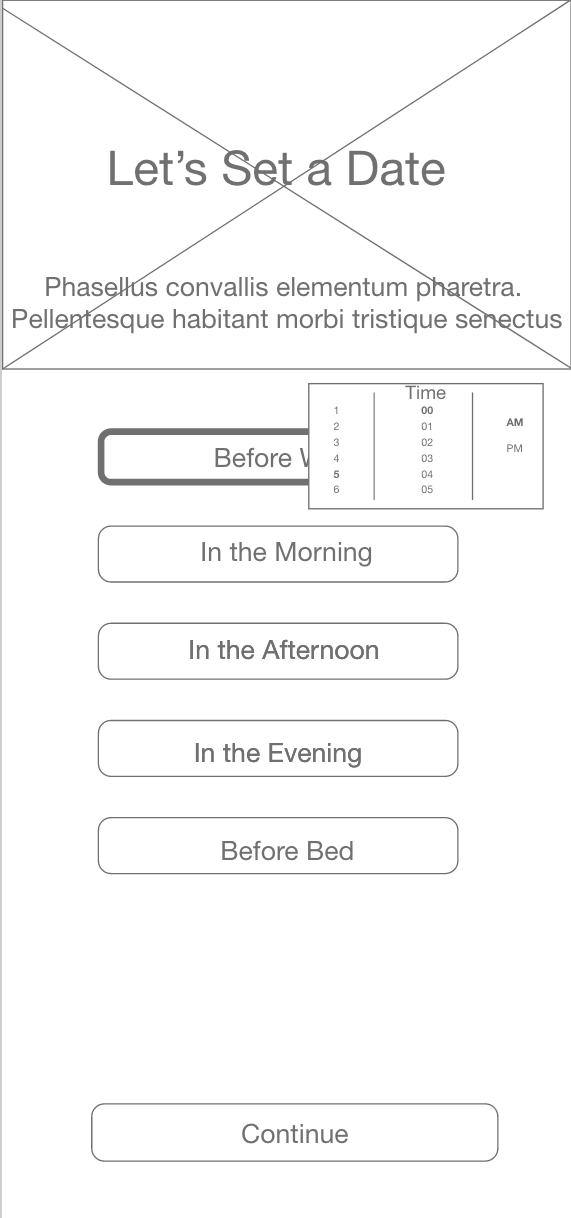 Let’s Set a Date
Phasellus convallis elementum pharetra.
Pellentesque habitant morbi tristique senectus
Time
1 00
2 01 AM
3 02
4 03 PM
5 04
6 05
Before
In the Morning
In the Afternoon
In the Evening
Before Bed
Continue